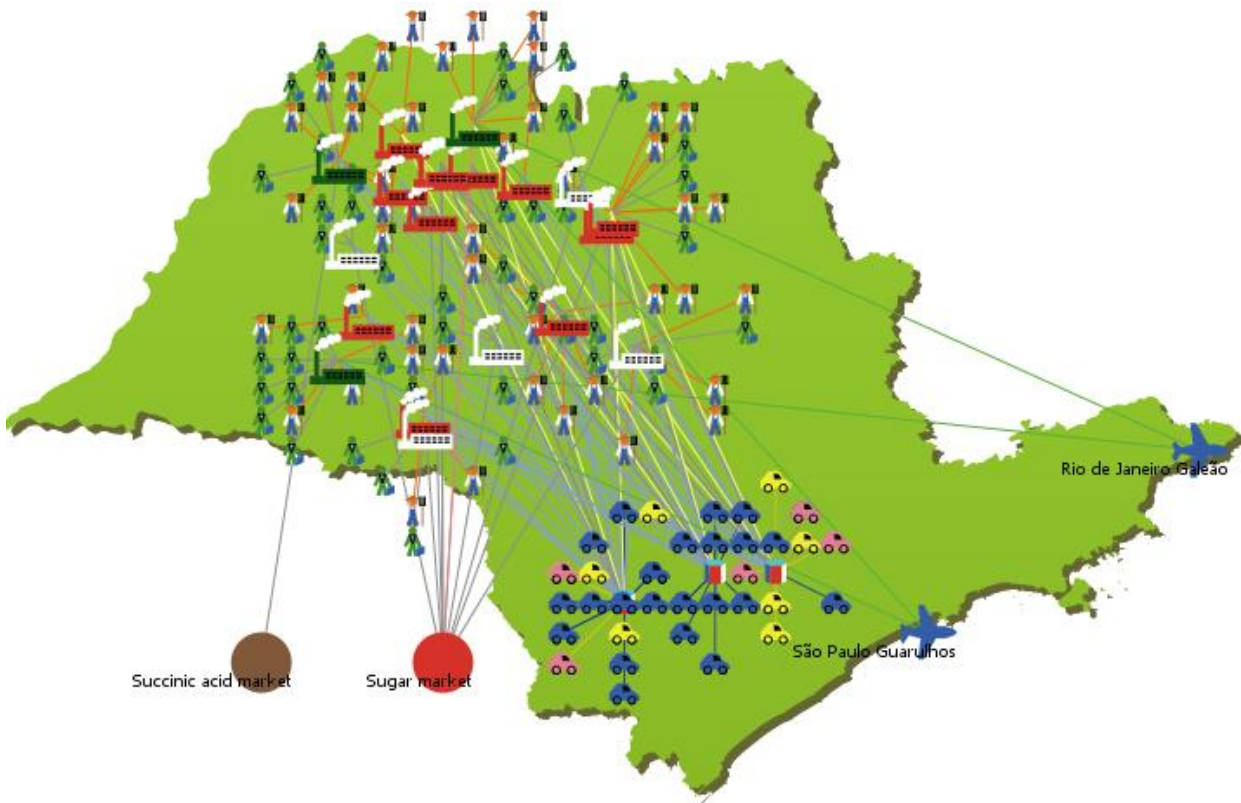 Rio de Janeiro Galeão
São Paulo Guarulhos
Succinic acid market
Sugar market